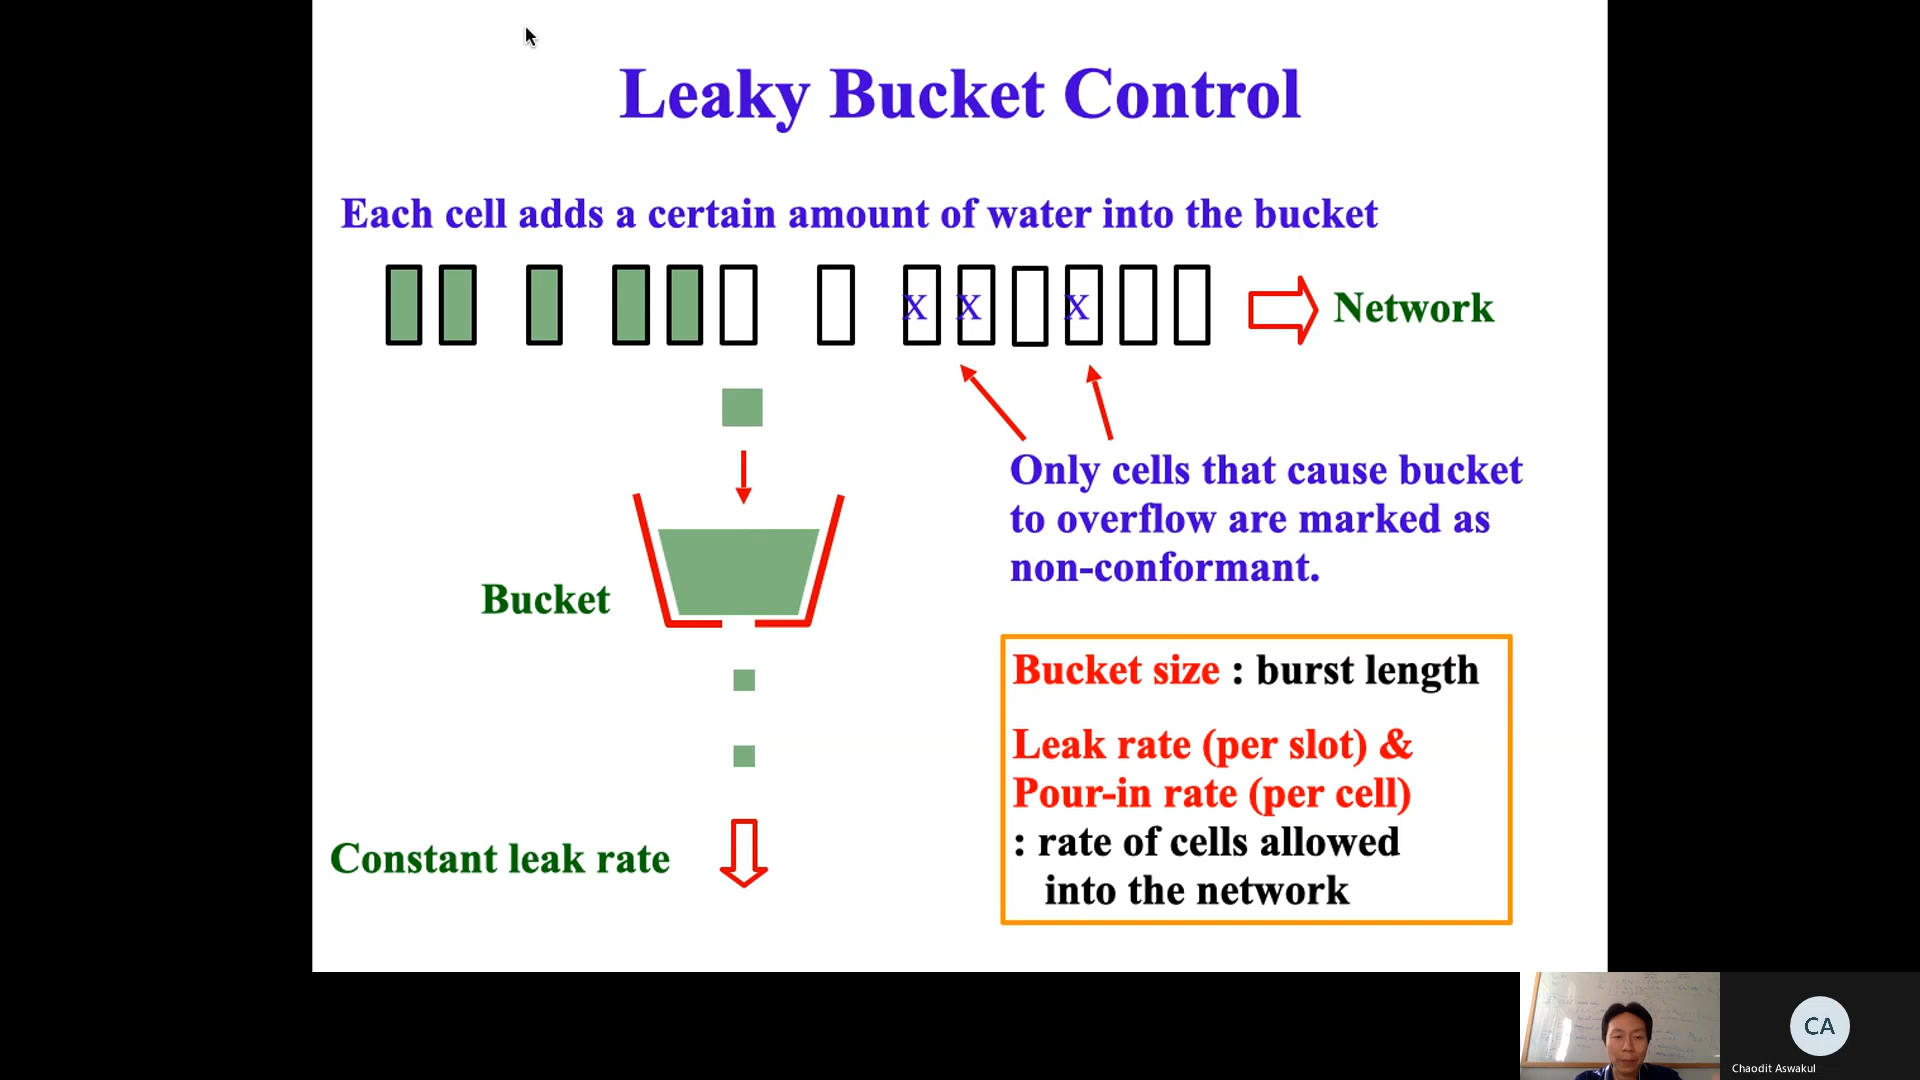 Leaky Bucket Control
Each cell adds a certain amount of water into the bucket
X X X
Network
Only cells that cause bucket
to overflow are marked as
non-conformant.
Bucket
Bucket size : burst length
Leak rate (per slot) &
Pour-in rate (per cell)
: rate of cells allowed
into the network
Constant leak rate
CA
Chaodit Aswakul